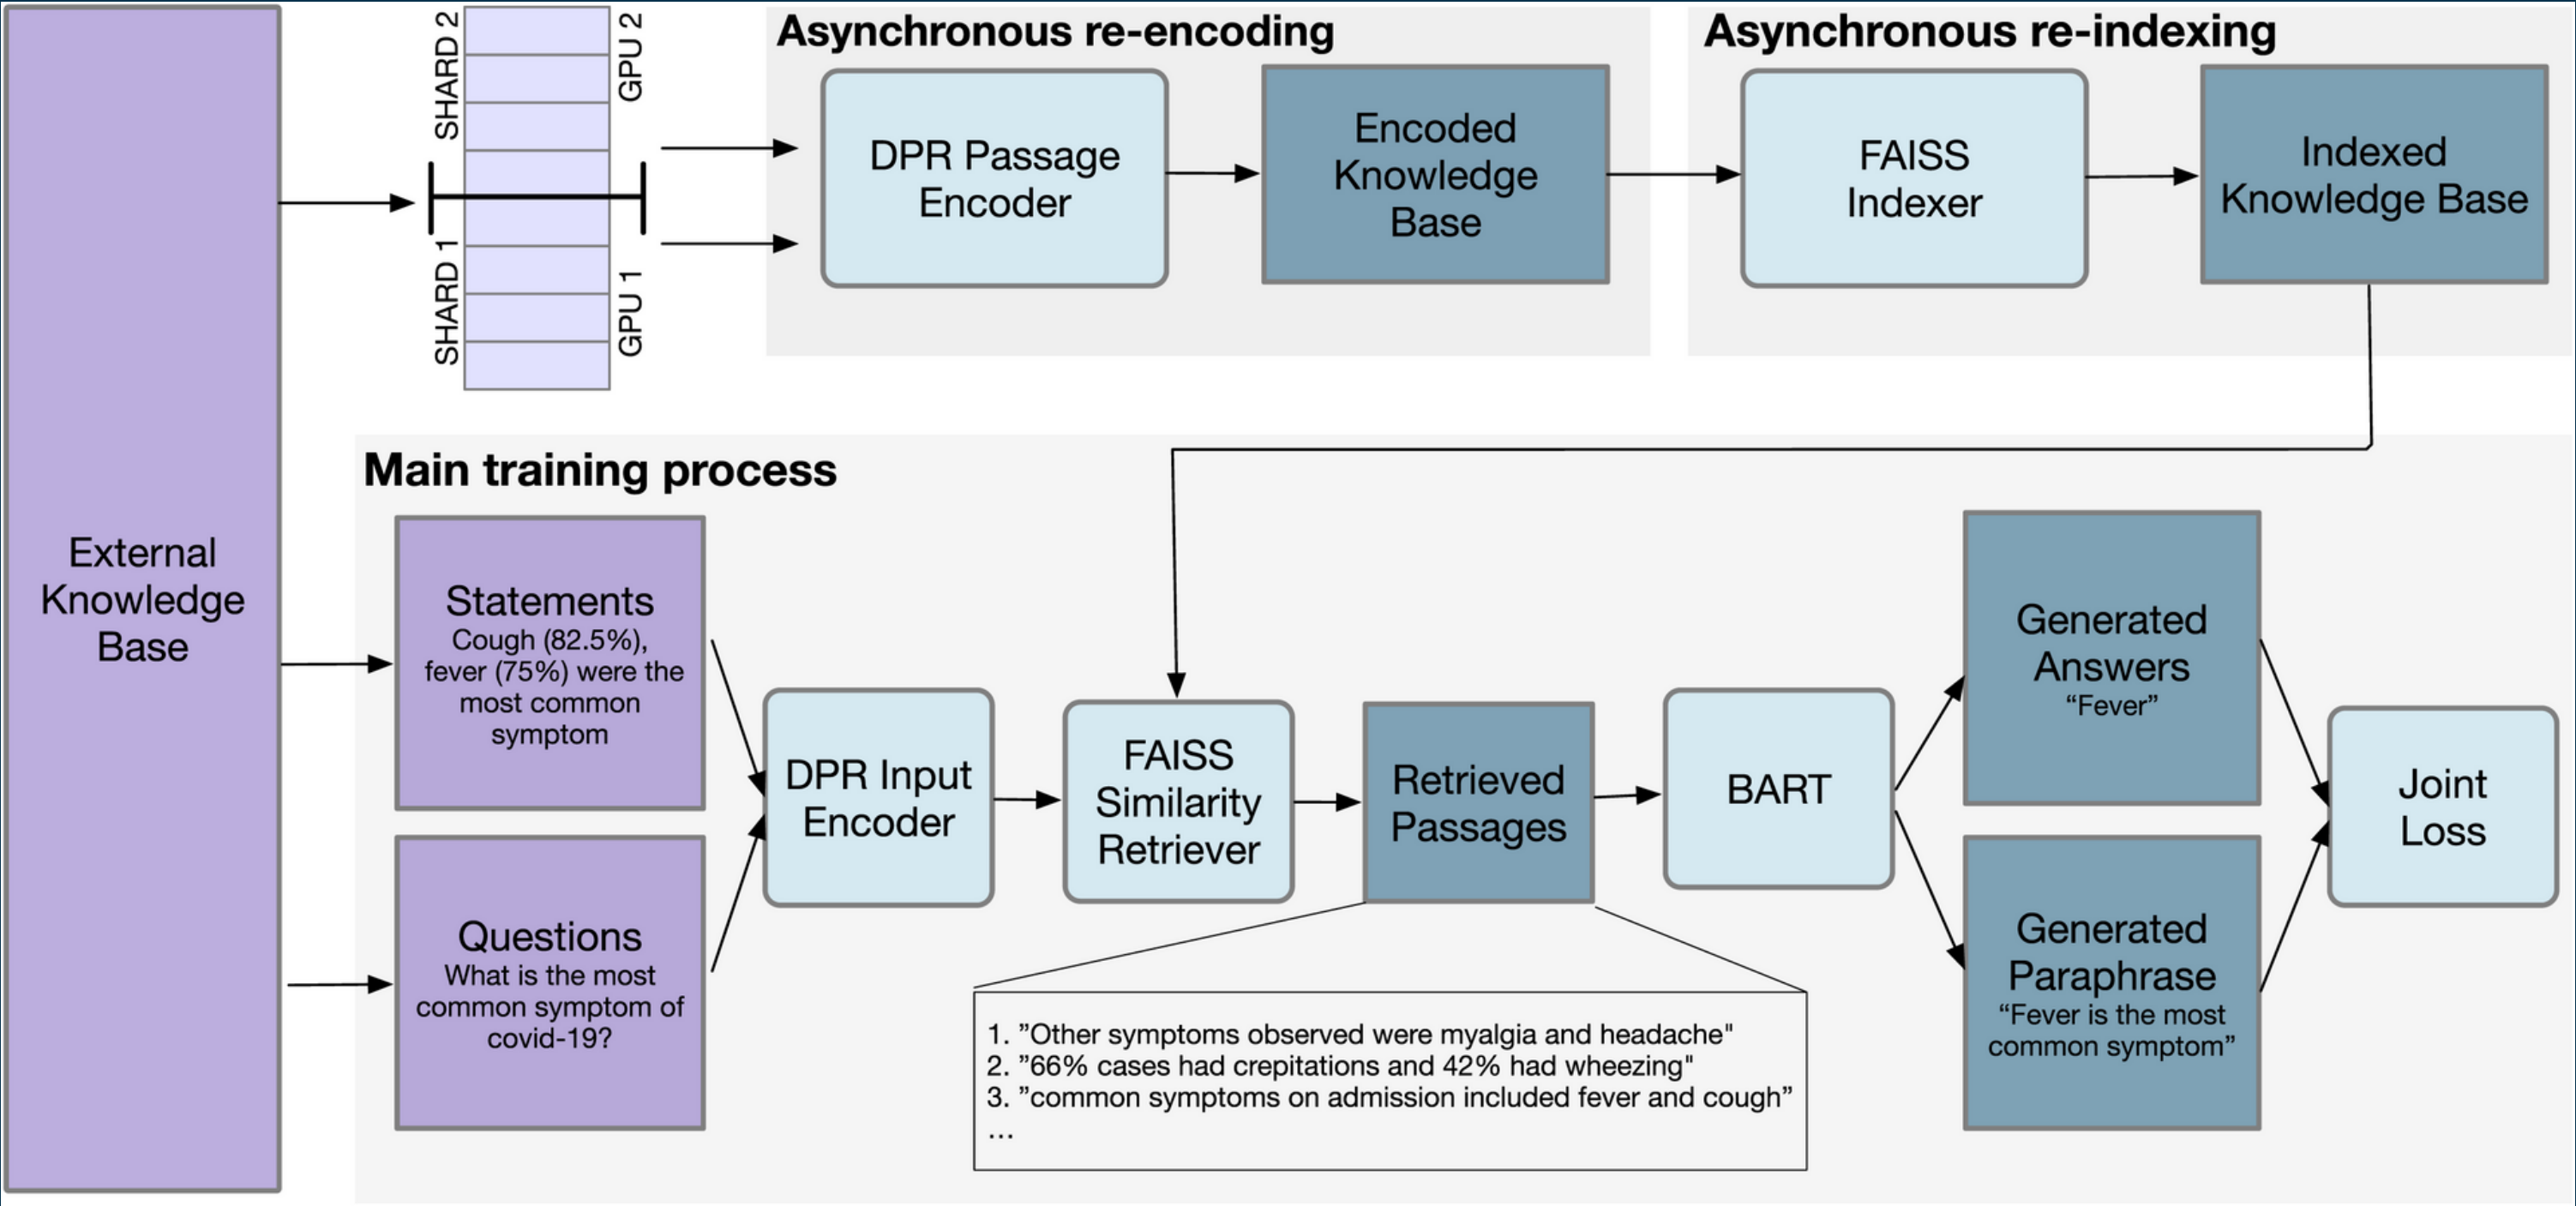 SHARD 2
GPU 2
SHARD 1
GPU 1
Asynchronous re-encoding
DPR Passage
Encoder
Encoded
Knowledge
Base
Asynchronous re-indexing
FAISS
Indexer
Indexed
Knowledge Base
External
Knowledge
Base
Main training process
Statements
Cough (82.5%),
fever (75%) were the
most common
symptom
Questions
What is the most
common symptom of
covid-19?
DPR Input
Encoder
FAISS
Similarity
Retriever
Retrieved
Passages
1. ”Other symptoms observed were myalgia and headache"
2. "66% cases had crepitations and 42% had wheezing"
3. ”common symptoms on admission included fever and cough”
...
BART
Generated
Answers
“Fever”
Generated
Paraphrase
“Fever is the most
common symptom”
Joint
Loss